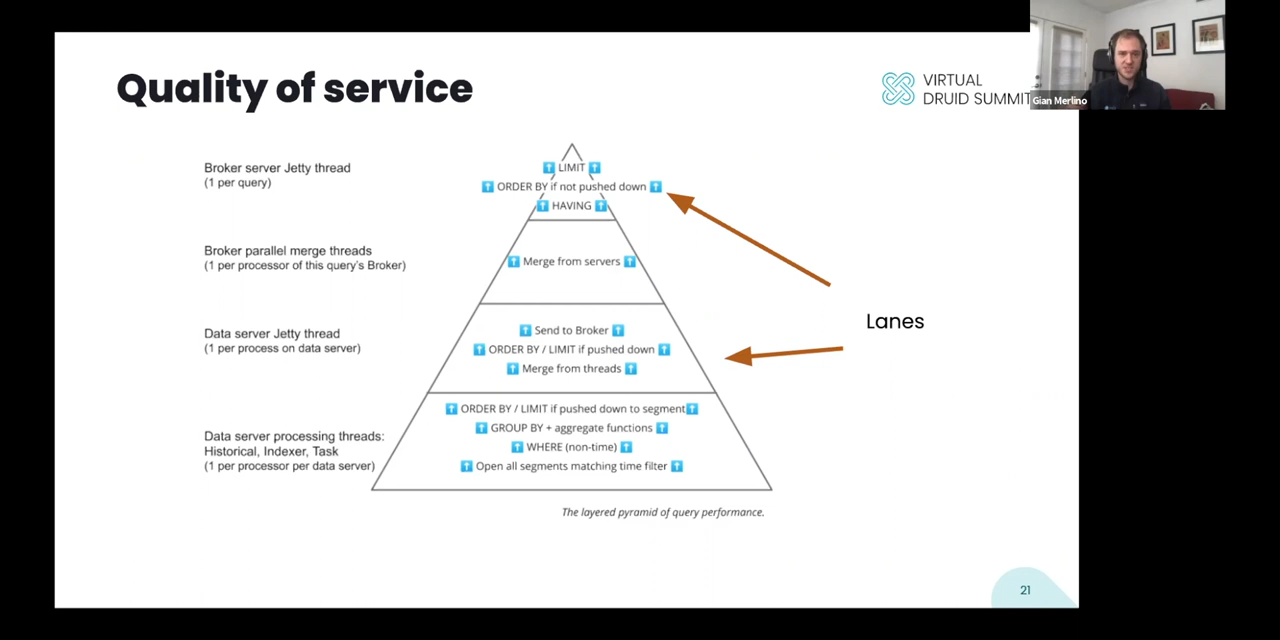 Quality of service
VIRTUAL
DRUID SUMMIT
Gian Merlino
Broker server Jetty thread
(1 per query)
⬆ LIMIT ⬆
⬆ ORDER BY if not pushed down ⬆
⬆ HAVING ⬆
Broker parallel merge threads
(1 per processor of this query's Broker)
⬆ Merge from servers ⬆
Lanes
Data server Jetty thread
(1 per process on data server)
⬆ Send to Broker ⬆
⬆ ORDER BY / LIMIT if pushed down ⬆
⬆ Merge from threads ⬆
Data server processing threads:
Historical, Indexer, Task
(1 per processor per data server)
⬆ ORDER BY / LIMIT if pushed down to segment ⬆
⬆ GROUP BY + aggregate functions ⬆
⬆ WHERE (non-time) ⬆
⬆ Open all segments matching time filter ⬆
The layered pyramid of query performance.
21